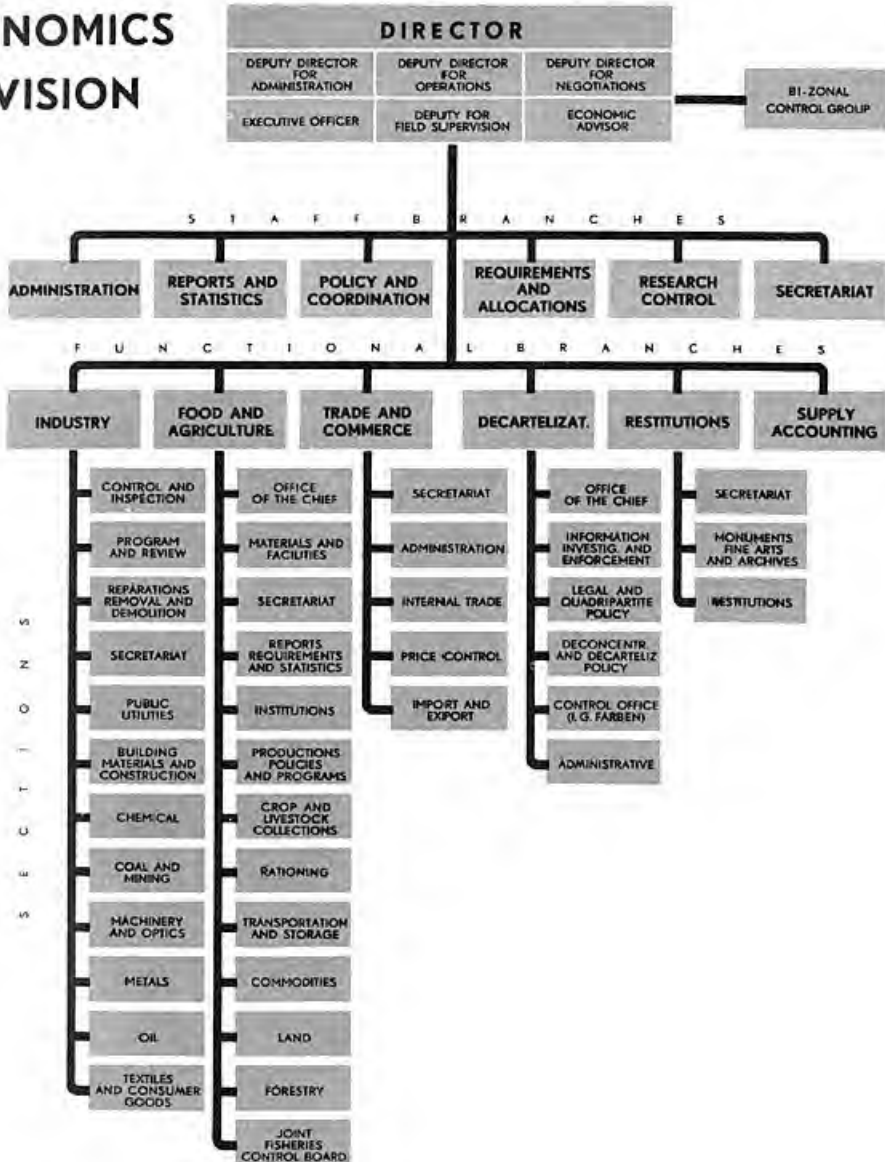 NOMICS
VISION
DIRECTOR
DEPUTY DIRECTOR
FOR
ADMINISTRATION
DEPUTY DIRECTOR
FOR
OPERATIONS
DEPUTY DIRECTOR
FOR
NEGOTIATIONS
EXECUTIVE OFFICER
DEPUTY FOR
FIELD SUPERVISION
ECONOMIC
ADVISOR
BI-ZONAL
CONTROL GROUP
STAFF BRANCHES
ADMINISTRATION
REPORTS AND
STATISTICS
POLICY AND
COORDINATION
REQUIREMENTS
AND
ALLOCATIONS
RESEARCH
CONTROL
SECRETARIAT
FUNCTIONAL BRANCHES
INDUSTRY
FOOD AND
AGRICULTURE
TRADE AND
COMMERCE
DECARTELIZAT.
RESTITUTIONS
SUPPLY
ACCOUNTING
SECTIONS
CONTROL AND
INSPECTION
PROGRAM
AND REVIEW
REPARATIONS
REMOVAL AND
DEMOLITION
SECRETARIAT
PUBLIC
UTILITIES
BUILDING
MATERIALS AND
CONSTRUCTION
CHEMICAL
COAL AND
MINING
MACHINERY
AND OPTICS
METALS
OIL
TEXTILES
AND CONSUMER
GOODS
OFFICE
OF THE CHIEF
MATERIALS AND
FACILITIES
SECRETARIAT
REPORTS
REQUIREMENTS
AND STATISTICS
INSTITUTIONS
PRODUCTIONS
POLICIES
AND PROGRAMS
CROP AND
LIVESTOCK
COLLECTIONS
RATIONING
TRANSPORTATION
AND STORAGE
COMMODITIES
LAND
FORESTRY
JOINT
FISHERIES
CONTROL BOARD
SECRETARIAT
ADMINISTRATION
INTERNAL TRADE
PRICE CONTROL
IMPORT AND
EXPORT
OFFICE
OF THE CHIEF
INFORMATION
INVESTIG. AND
ENFORCEMENT
LEGAL AND
QUADRIPARTITE
POLICY
DECONCENTR.
AND DECARTELIZ
POLICY
CONTROL OFFICE
(I. G. FARBEN)
ADMINISTRATIVE
SECRETARIAT
MONUMENTS
FINE ARTS
AND ARCHIVES
RESTITUTIONS